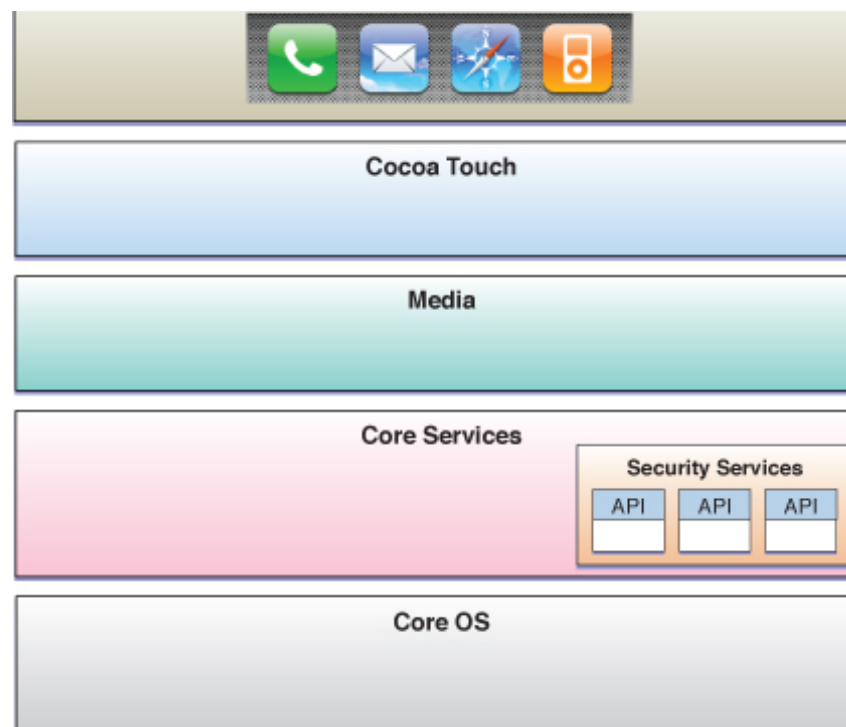 Cocoa Touch
Media
Core Services
Security Services
API API API
Core OS